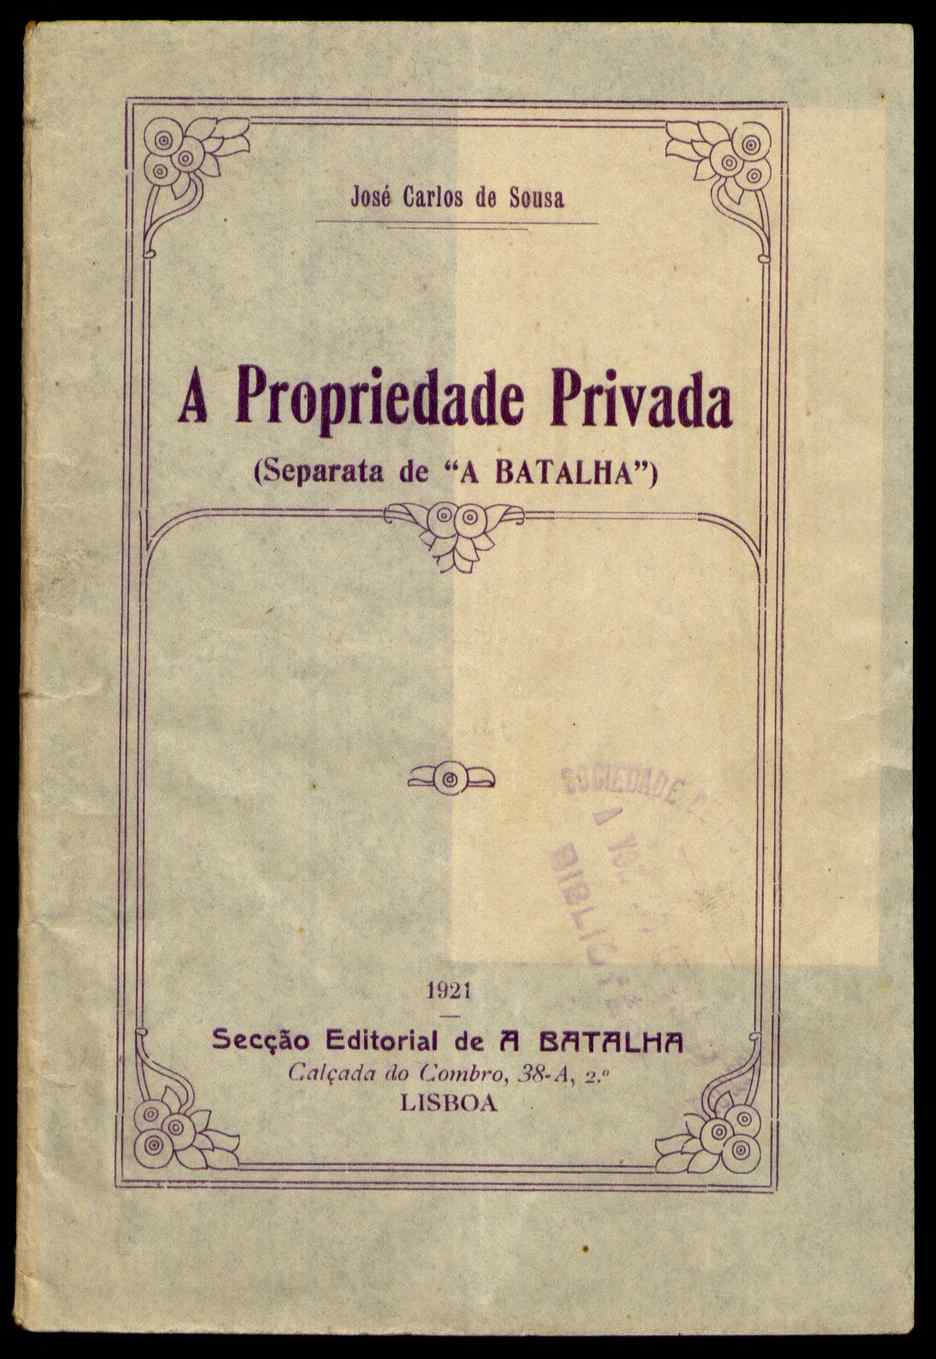 José Carlos de Sousa
A Propriedade Privada
(Separata de “A BATALHA”)
SOCIEDADE
A
1921
Secção Editorial de A BATALHA
Calçada do Combro, 38-A, 2.º
LISBOA